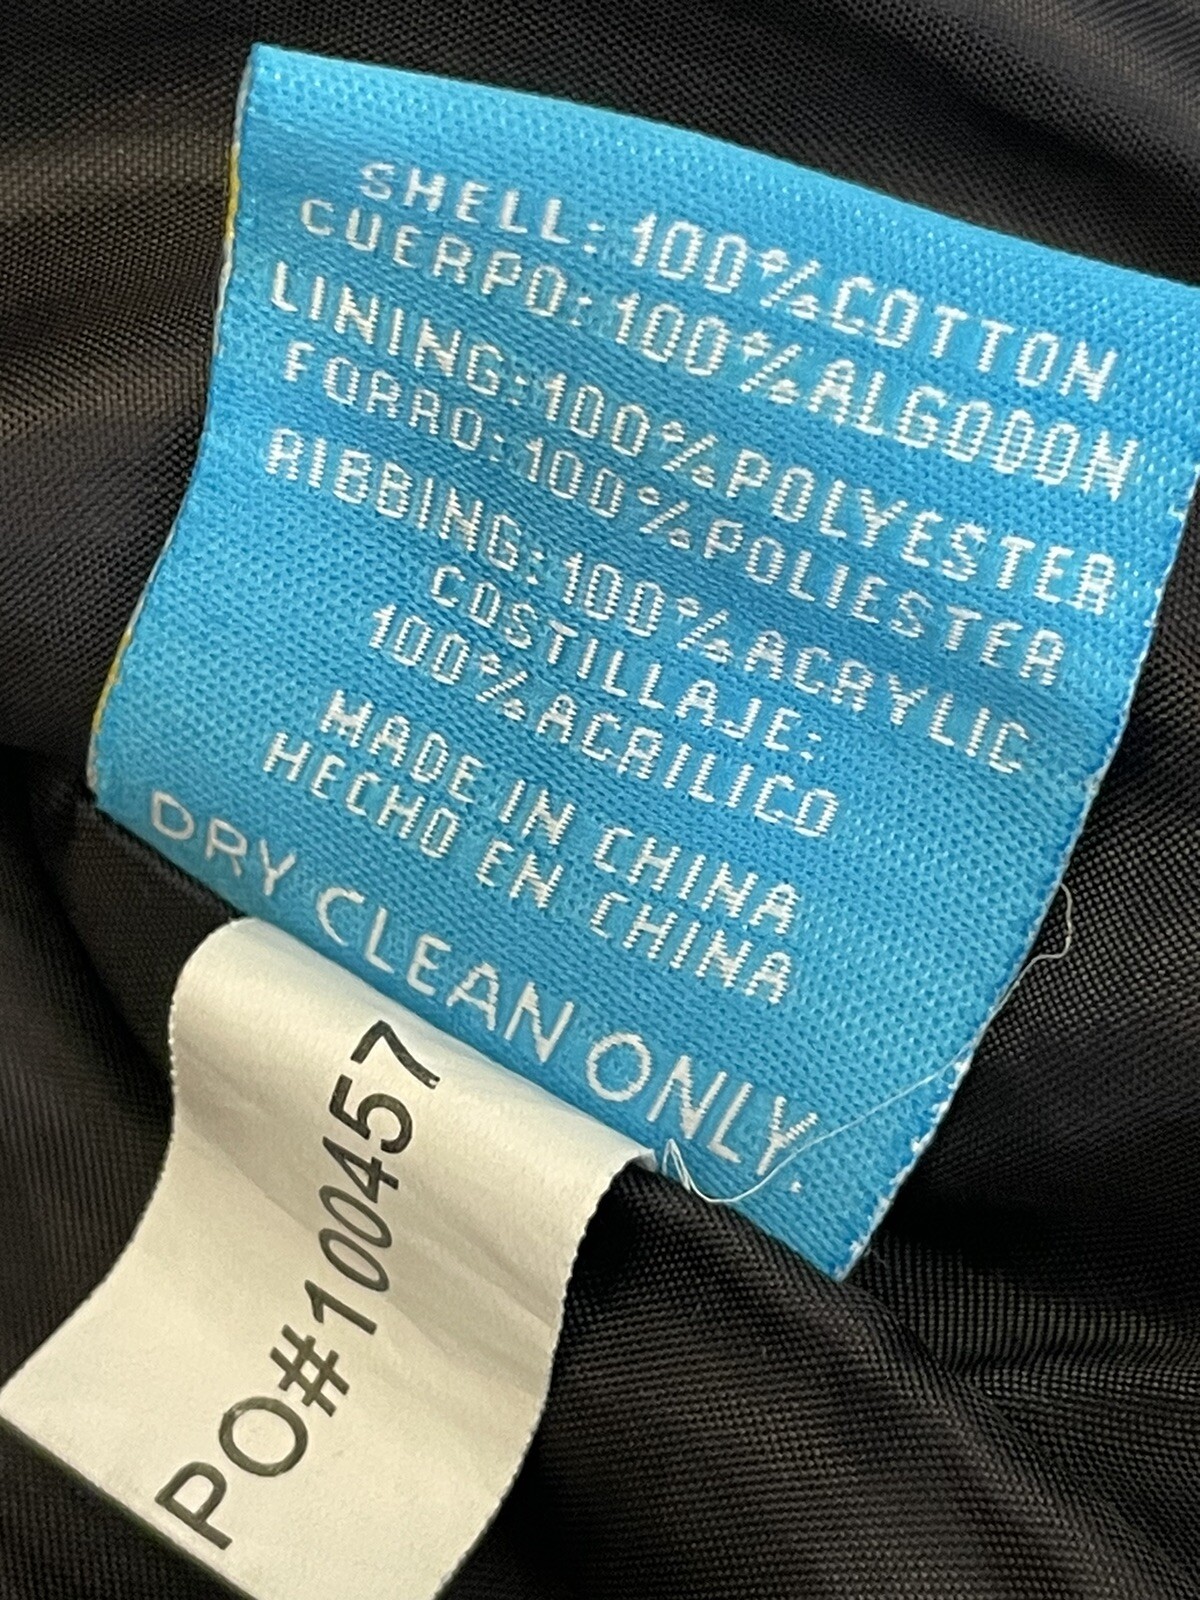 SHELL: 100%COTTON
CUERPO: 100%ALGODON
LINING: 100%POLYESTER
FORRO: 100%POLIESTER
RIBBING: 100%ACRYLIC
COSTILLAJE:
100%ACRILICO
MADE IN CHINA
HECHO EN CHINA
DRY CLEAN ONLY.
PO#100457